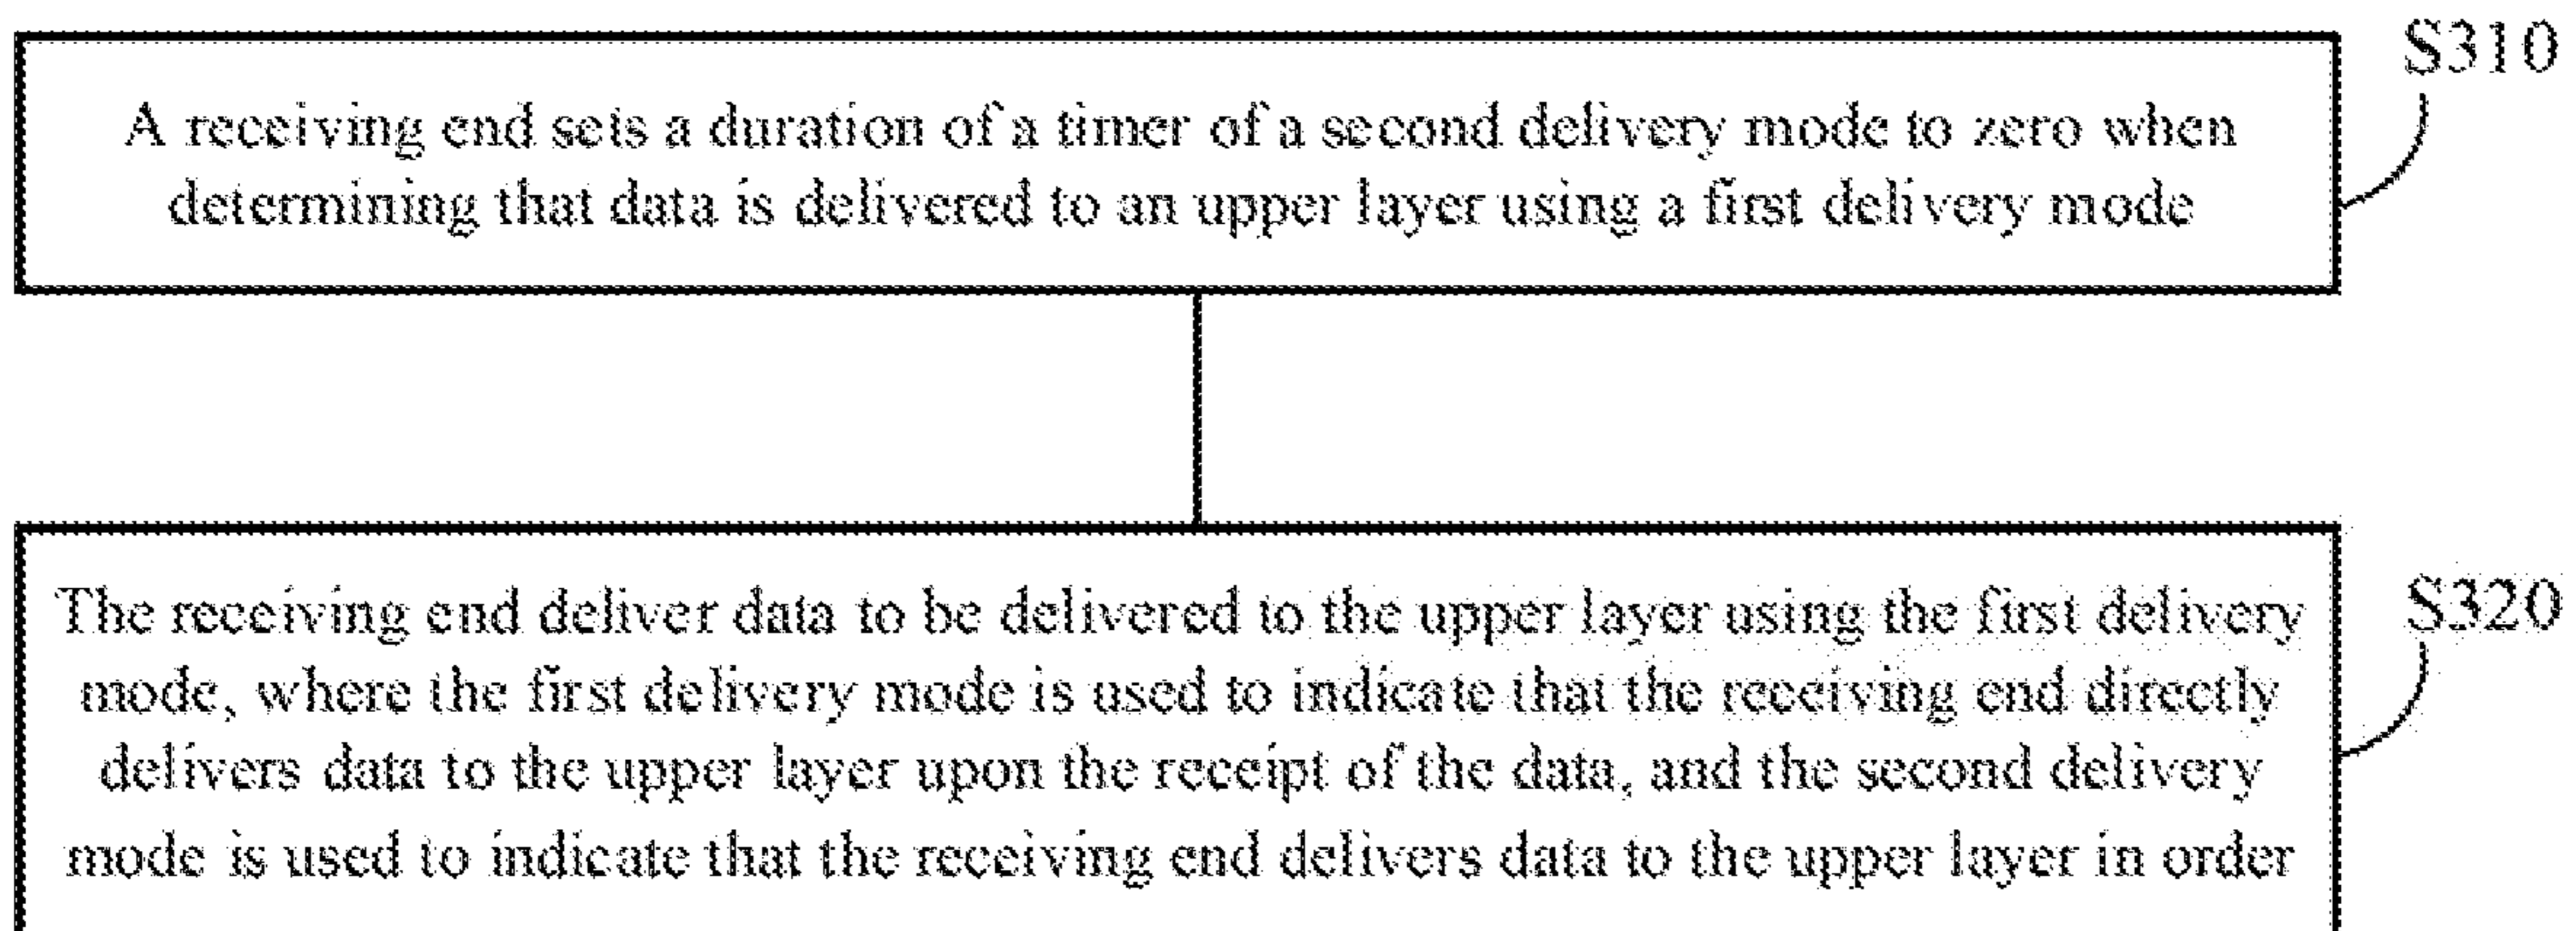 S310
A receiving end sets a duration of a timer of a second delivery mode to zero when
determining that data is delivered to an upper layer using a first delivery mode
S320
The receiving end deliver data to be delivered to the upper layer using the first delivery
mode, where the first delivery mode is used to indicate that the receiving end directly
delivers data to the upper layer upon the receipt of the data, and the second delivery
mode is used to indicate that the receiving end delivers data to the upper layer in order